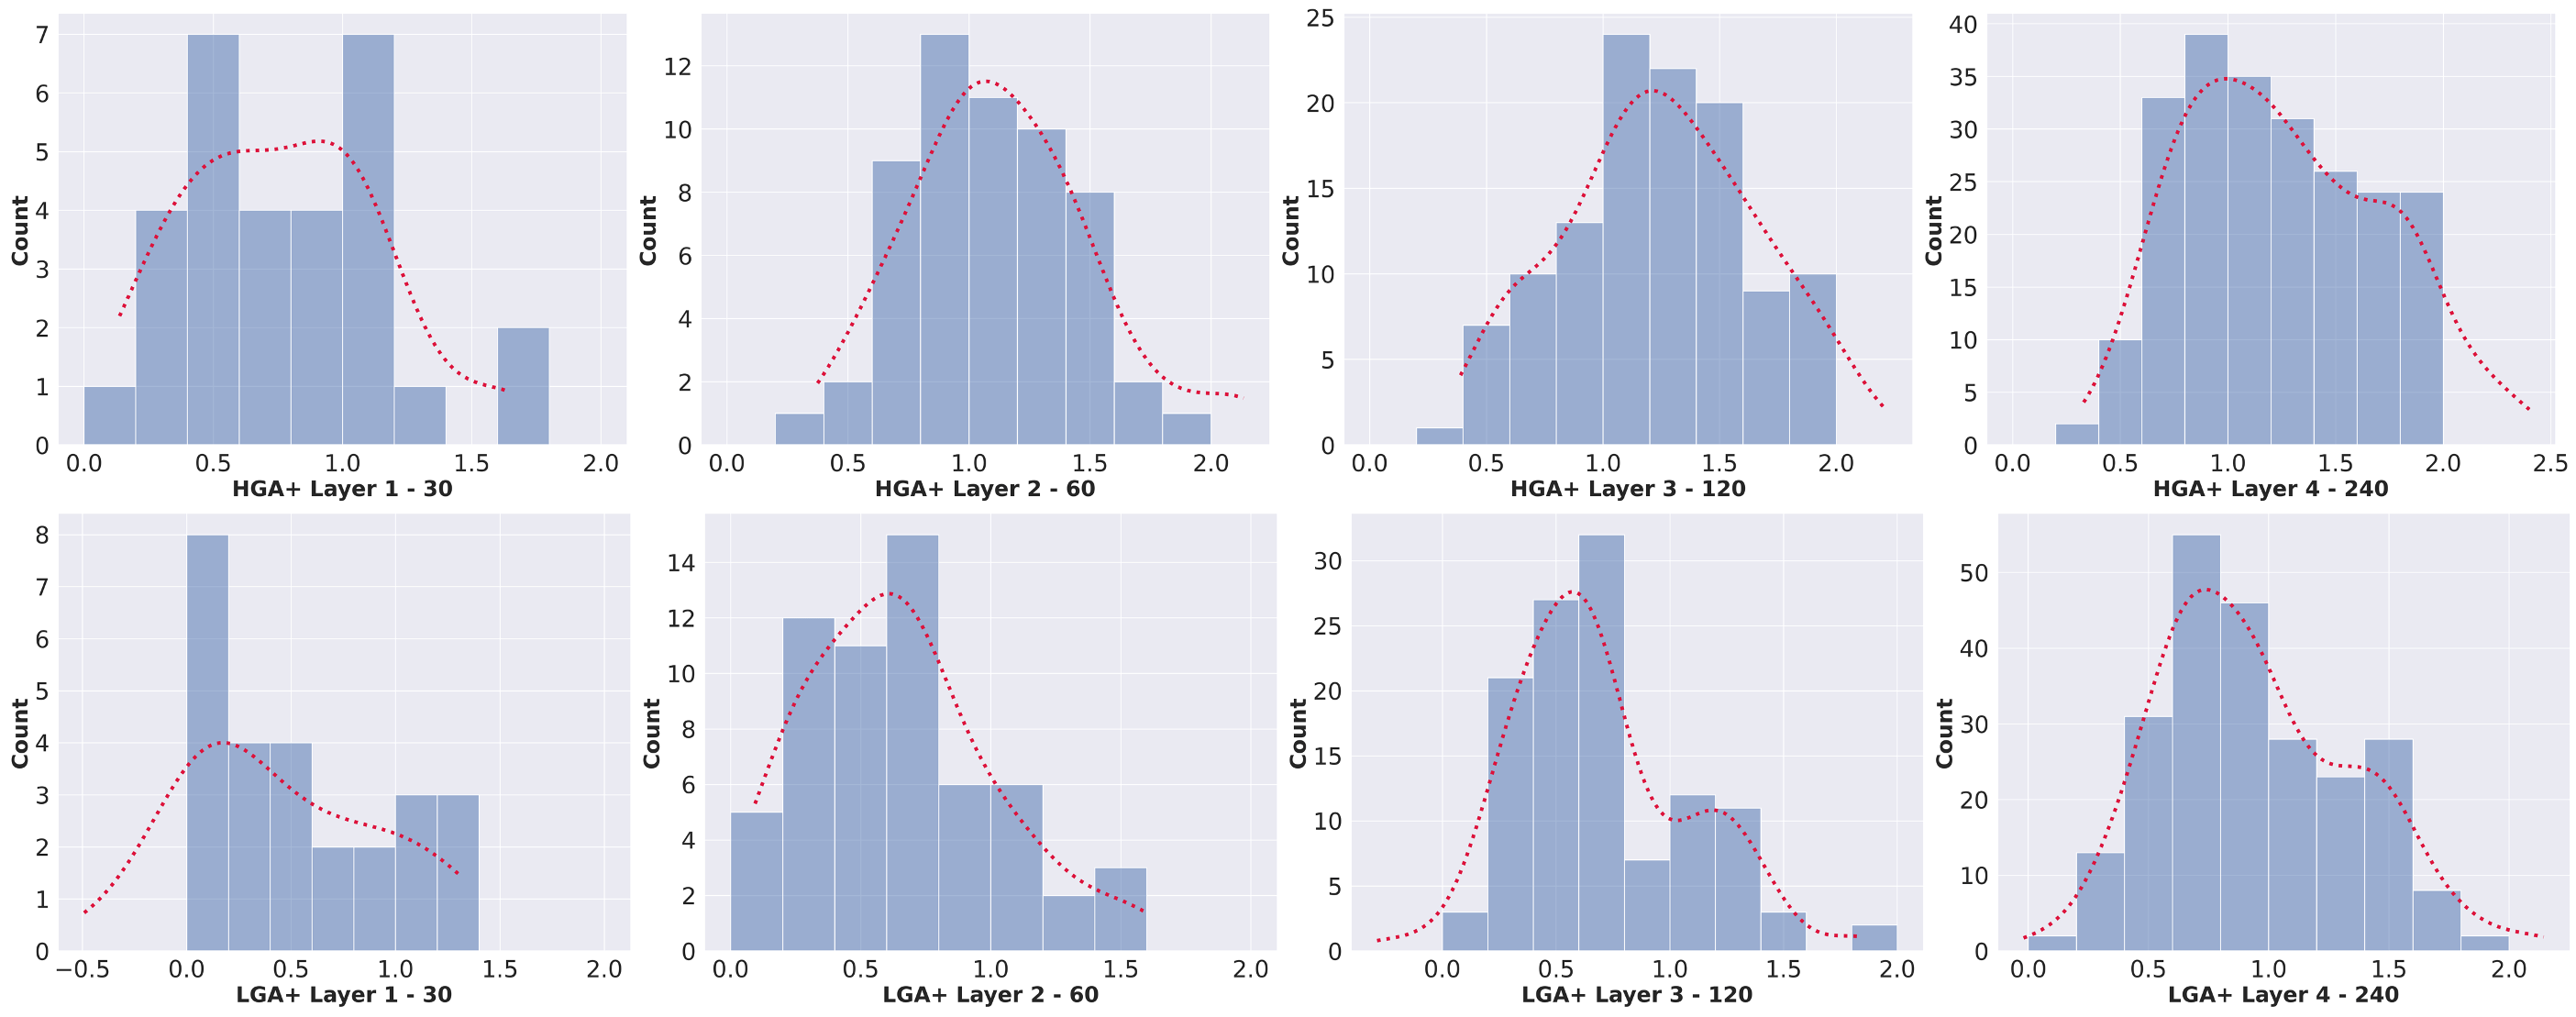 Count
7
6
5
4
3
2
1
0
0.0 0.5 1.0 1.5 2.0
HGA+ Layer 1 - 30
Count
12
10
8
6
4
2
0
0.0 0.5 1.0 1.5 2.0
HGA+ Layer 2 - 60
Count
25
20
15
10
5
0
0.0 0.5 1.0 1.5 2.0
HGA+ Layer 3 - 120
Count
40
35
30
25
20
15
10
5
0
0.0 0.5 1.0 1.5 2.0 2.5
HGA+ Layer 4 - 240
Count
8
7
6
5
4
3
2
1
0
−0.5 0.0 0.5 1.0 1.5 2.0
LGA+ Layer 1 - 30
Count
14
12
10
8
6
4
2
0
0.0 0.5 1.0 1.5 2.0
LGA+ Layer 2 - 60
Count
30
25
20
15
10
5
0
0.0 0.5 1.0 1.5 2.0
LGA+ Layer 3 - 120
Count
50
40
30
20
10
0
0.0 0.5 1.0 1.5 2.0
LGA+ Layer 4 - 240